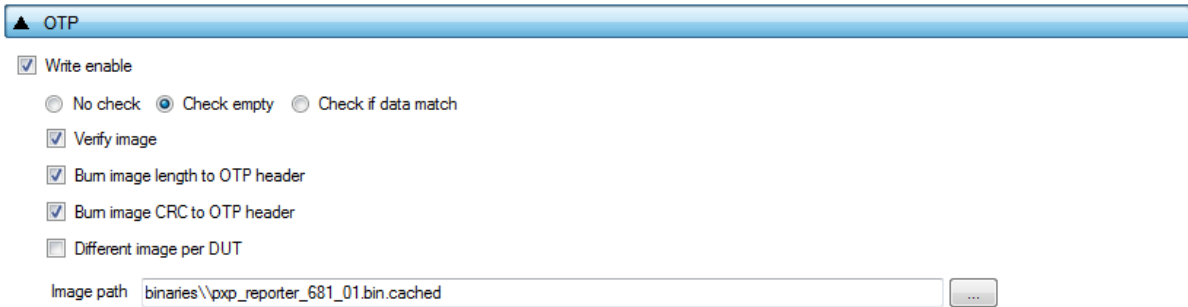 OTP
Write enable
No check Check empty Check if data match
Verify image
Burn image length to OTP header
Burn image CRC to OTP header
Different image per DUT
Image path binaries\\pxp_reporter_681_01.bin.cached ...